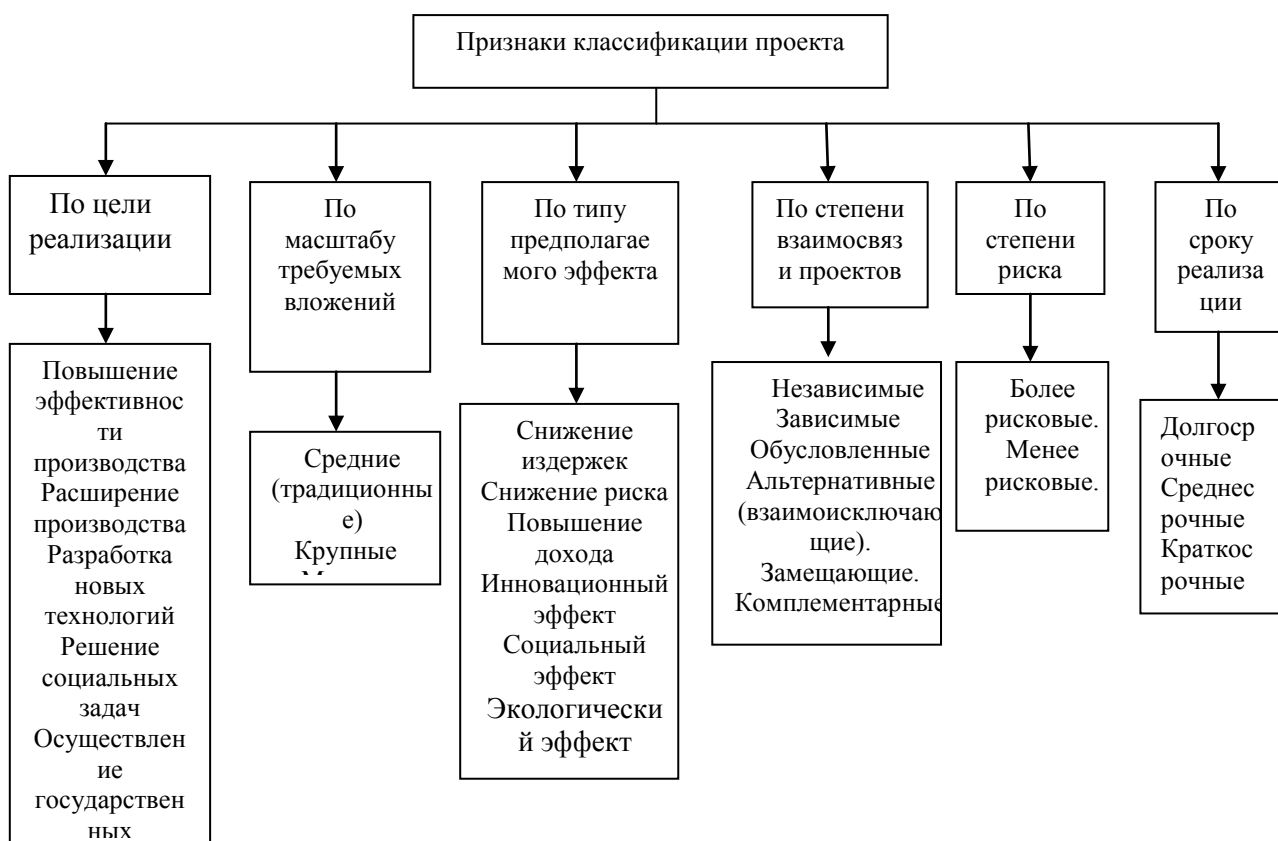 Признаки классификации проекта
По цели
реализации
По
масштабу
требуемых
вложений
По типу
предполагае
мого эффекта
По степени
взаимосвяз
и проектов
По
степени
риска
По
сроку
реализа
ции
Повышение
эффективнос
ти
производства
Расширение
производства
Разработка
новых
технологий
Решение
социальных
задач
Осуществлен
ие
государствен
ных
Средние
(традиционны
е)
Крупные
Снижение
издержек
Снижение риска
Повышение
дохода
Инновационный
эффект
Социальный
эффект
Экологически
й эффект
Независимые
Зависимые
Обусловленные
Альтернативные
(взаимоисключаю
щие).
Замещающие.
Комплементарные
Более
рисковые.
Менее
рисковые.
Долгоср
очные
Среднес
рочные
Краткос
рочные